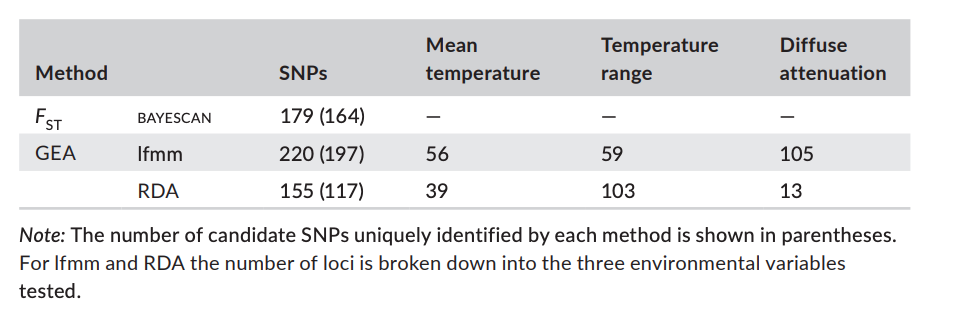 Method SNPs Mean temperature Temperature range Diffuse attenuation
F_ST BAYESCAN 179 (164) — — —
GEA lfmm 220 (197) 56 59 105
RDA 155 (117) 39 103 13
Note: The number of candidate SNPs uniquely identified by each method is shown in parentheses.
For lfmm and RDA the number of loci is broken down into the three environmental variables
tested.